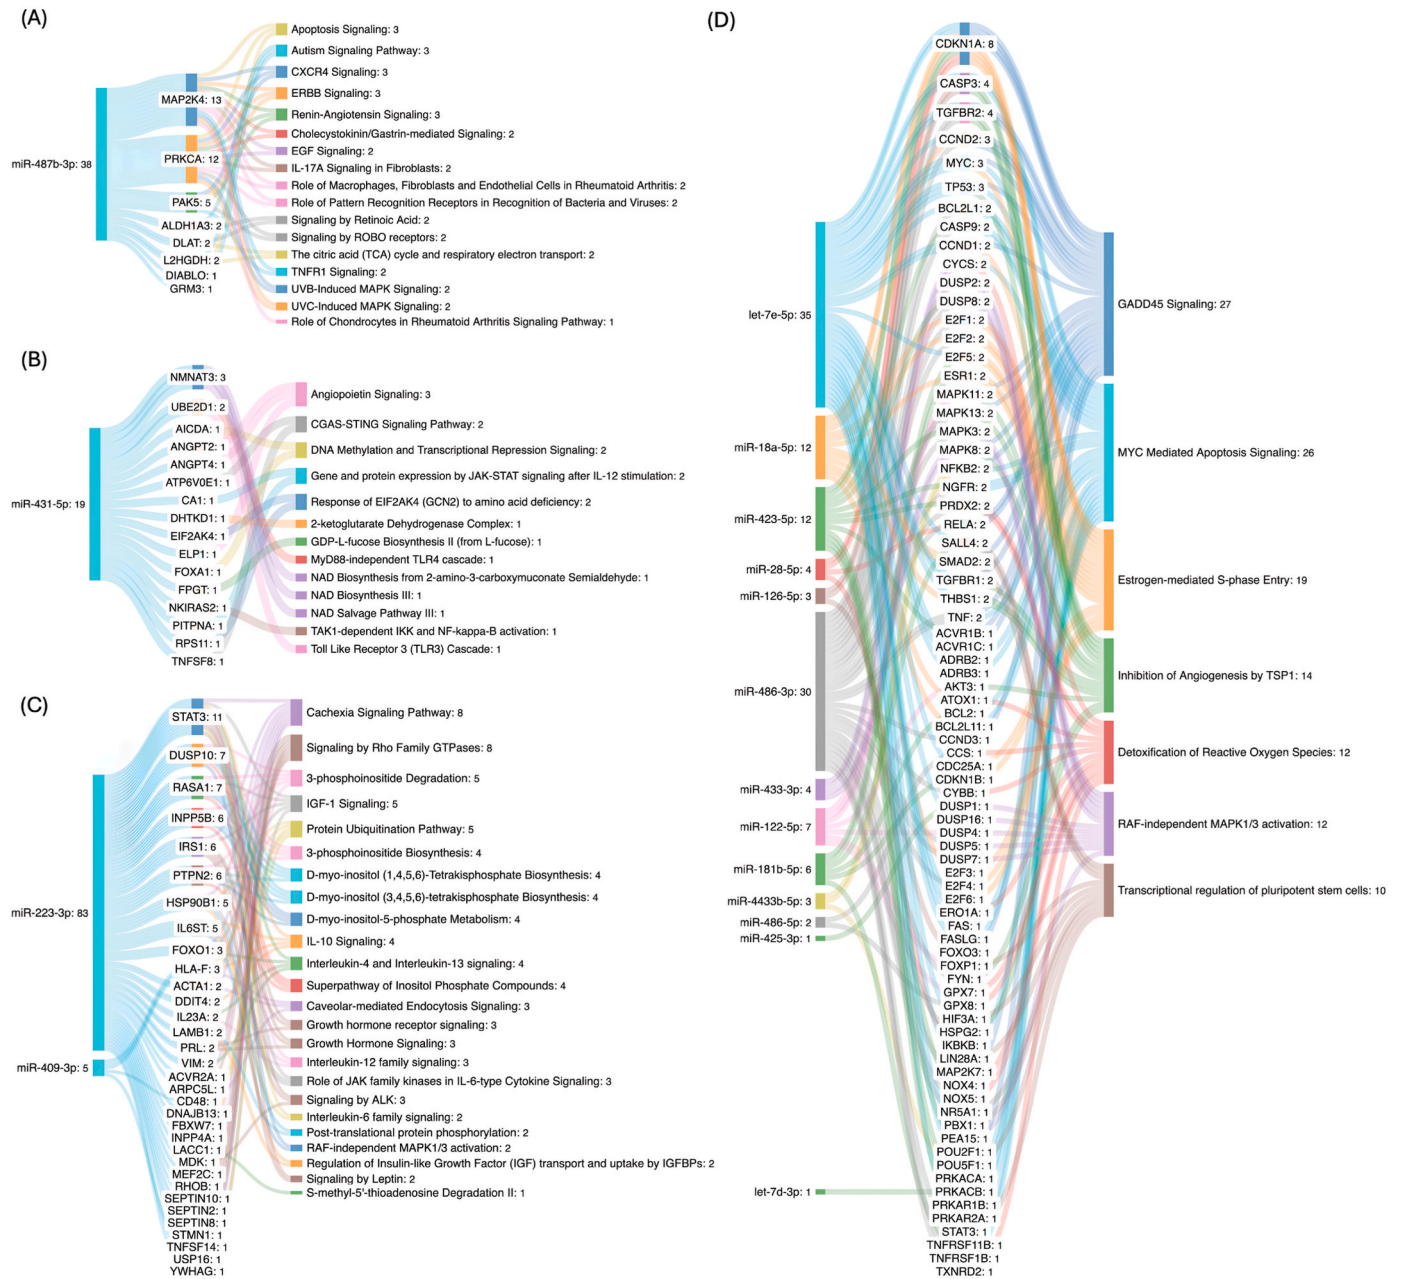 (A)
miR-487b-3p: 38
MAP2K4: 13
PRKCA: 12
PAK5: 5
ALDH1A3: 2
DLAT: 2
L2HGDH: 2
DIABLO: 1
GRM3: 1
Apoptosis Signaling: 3
Autism Signaling Pathway: 3
CXCR4 Signaling: 3
ERBB Signaling: 3
Renin-Angiotensin Signaling: 3
Cholecystokinin/Gastrin-mediated Signaling: 2
EGF Signaling: 2
IL-17A Signaling in Fibroblasts: 2
Role of Macrophages, Fibroblasts and Endothelial Cells in Rheumatoid Arthritis: 2
Role of Pattern Recognition Receptors in Recognition of Bacteria and Viruses: 2
Signaling by Retinoic Acid: 2
Signaling by ROBO receptors: 2
The citric acid (TCA) cycle and respiratory electron transport: 2
TNFR1 Signaling: 2
UVB-Induced MAPK Signaling: 2
UVC-Induced MAPK Signaling: 2
Role of Chondrocytes in Rheumatoid Arthritis Signaling Pathway: 1
(B)
miR-431-5p: 19
NMNAT3: 3
UBE2D1: 2
AICDA: 1
ANGPT2: 1
ANGPT4: 1
ATP6V0E1: 1
CA1: 1
DHTKD1: 1
EIF2AK4: 1
ELP1: 1
FOXA1: 1
FPGT: 1
NKIRAS2: 1
PITPNA: 1
RPS11: 1
TNFSF8: 1
Angiopoietin Signaling: 3
CGAS-STING Signaling Pathway: 2
DNA Methylation and Transcriptional Repression Signaling: 2
Gene and protein expression by JAK-STAT signaling after IL-12 stimulation: 2
Response of EIF2AK4 (GCN2) to amino acid deficiency: 2
2-ketoglutarate Dehydrogenase Complex: 1
GDP-L-fucose Biosynthesis II (from L-fucose): 1
MyD88-independent TLR4 cascade: 1
NAD Biosynthesis from 2-amino-3-carboxymuconate Semialdehyde: 1
NAD Biosynthesis III: 1
NAD Salvage Pathway III: 1
TAK1-dependent IKK and NF-kappa-B activation: 1
Toll Like Receptor 3 (TLR3) Cascade: 1
(C)
miR-223-3p: 83
miR-409-3p: 5
STAT3: 11
DUSP10: 7
RASA1: 7
INPP5B: 6
IRS1: 6
PTPN2: 6
HSP90B1: 5
IL6ST: 5
FOXO1: 3
HLA-F: 3
ACTA1: 2
DDIT4: 2
IL23A: 2
LAMB1: 2
PRL: 2
VIM: 2
ACVR2A: 1
ARPC5L: 1
CD48: 1
DNAJB13: 1
FBXW7: 1
INPP4A: 1
LACC1: 1
MDK: 1
MEF2C: 1
RHOB: 1
SEPTIN10: 1
SEPTIN2: 1
SEPTIN8: 1
STMN1: 1
TNFSF14: 1
USP16: 1
YWHAG: 1
Cachexia Signaling Pathway: 8
Signaling by Rho Family GTPases: 8
3-phosphoinositide Degradation: 5
IGF-1 Signaling: 5
Protein Ubiquitination Pathway: 5
3-phosphoinositide Biosynthesis: 4
D-myo-inositol (1,4,5,6)-Tetrakisphosphate Biosynthesis: 4
D-myo-inositol (3,4,5,6)-tetrakisphosphate Biosynthesis: 4
D-myo-inositol-5-phosphate Metabolism: 4
IL-10 Signaling: 4
Interleukin-4 and Interleukin-13 signaling: 4
Superpathway of Inositol Phosphate Compounds: 4
Caveolar-mediated Endocytosis Signaling: 3
Growth hormone receptor signaling: 3
Growth Hormone Signaling: 3
Interleukin-12 family signaling: 3
Role of JAK family kinases in IL-6-type Cytokine Signaling: 3
Signaling by ALK: 3
Interleukin-6 family signaling: 2
Post-translational protein phosphorylation: 2
RAF-independent MAPK1/3 activation: 2
Regulation of Insulin-like Growth Factor (IGF) transport and uptake by IGFBPs: 2
Signaling by Leptin: 2
S-methyl-5'-thioadenosine Degradation II: 1
(D)
let-7e-5p: 35
miR-18a-5p: 12
miR-423-5p: 12
miR-28-5p: 4
miR-126-5p: 3
miR-486-3p: 30
miR-433-3p: 4
miR-122-5p: 7
miR-181b-5p: 6
miR-4433b-5p: 3
miR-486-5p: 2
miR-425-3p: 1
let-7d-3p: 1
CDKN1A: 8
CASP3: 4
TGFBR2: 4
CCND2: 3
MYC: 3
TP53: 3
BCL2L1: 2
CASP9: 2
CCND1: 2
CYCS: 2
DUSP2: 2
DUSP8: 2
E2F1: 2
E2F2: 2
E2F5: 2
ESR1: 2
MAPK11: 2
MAPK13: 2
MAPK3: 2
MAPK8: 2
NFKB2: 2
NGFR: 2
PRDX2: 2
RELA: 2
SALL4: 2
SMAD2: 2
TGFBR1: 2
THBS1: 2
TNF: 2
ACVR1B: 1
ACVR1C: 1
ADRB2: 1
ADRB3: 1
AKT3: 1
ATOX1: 1
BCL2: 1
BCL2L11: 1
CCND3: 1
CCS: 1
CDC25A: 1
CDKN1B: 1
CYBB: 1
DUSP1: 1
DUSP16: 1
DUSP4: 1
DUSP5: 1
DUSP7: 1
E2F3: 1
E2F4: 1
E2F6: 1
ERO1A: 1
FAS: 1
FASLG: 1
FOXO3: 1
FOXP1: 1
FYN: 1
GPX7: 1
GPX8: 1
HIF3A: 1
HSPG2: 1
IKBKB: 1
LIN28A: 1
MAP2K7: 1
NOX4: 1
NOX5: 1
NR5A1: 1
PBX1: 1
PEA15: 1
POU2F1: 1
POU5F1: 1
PRKACA: 1
PRKACB: 1
PRKAR1B: 1
PRKAR2A: 1
STAT3: 1
TNFRSF11B: 1
TNFRSF1B: 1
TXNRD2: 1
GADD45 Signaling: 27
MYC Mediated Apoptosis Signaling: 26
Estrogen-mediated S-phase Entry: 19
Inhibition of Angiogenesis by TSP1: 14
Detoxification of Reactive Oxygen Species: 12
RAF-independent MAPK1/3 activation: 12
Transcriptional regulation of pluripotent stem cells: 10